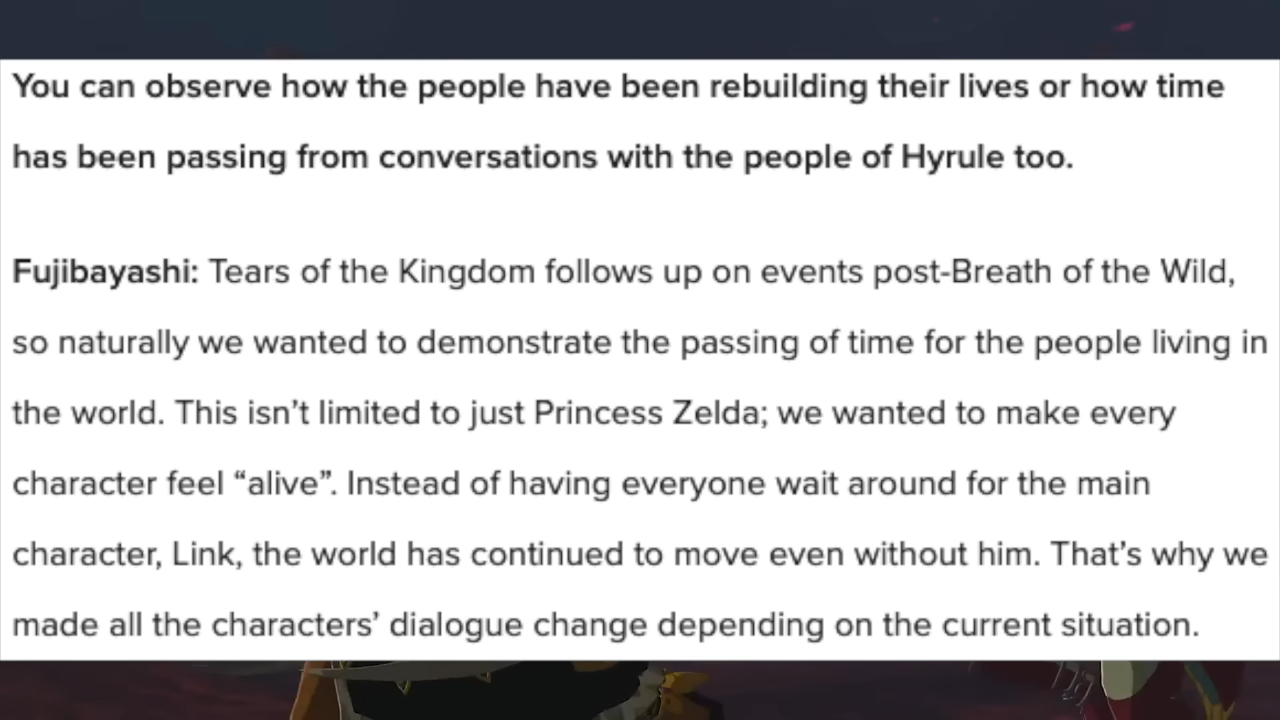 You can observe how the people have been rebuilding their lives or how time
has been passing from conversations with the people of Hyrule too.
Fujibayashi: Tears of the Kingdom follows up on events post-Breath of the Wild,
so naturally we wanted to demonstrate the passing of time for the people living in
the world. This isn’t limited to just Princess Zelda; we wanted to make every
character feel “alive”. Instead of having everyone wait around for the main
character, Link, the world has continued to move even without him. That’s why we
made all the characters’ dialogue change depending on the current situation.